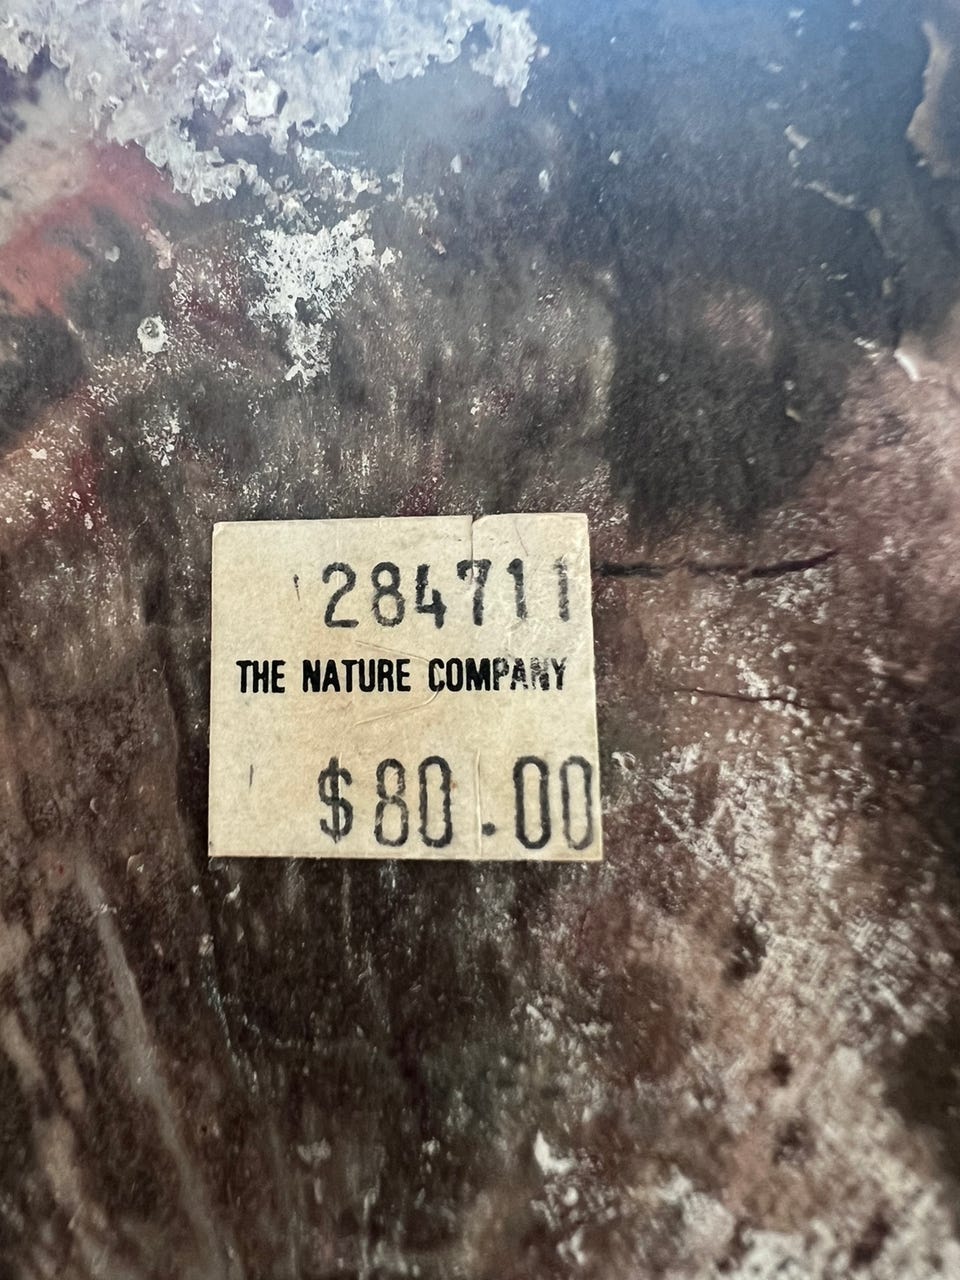 284711
THE NATURE COMPANY
$80.00